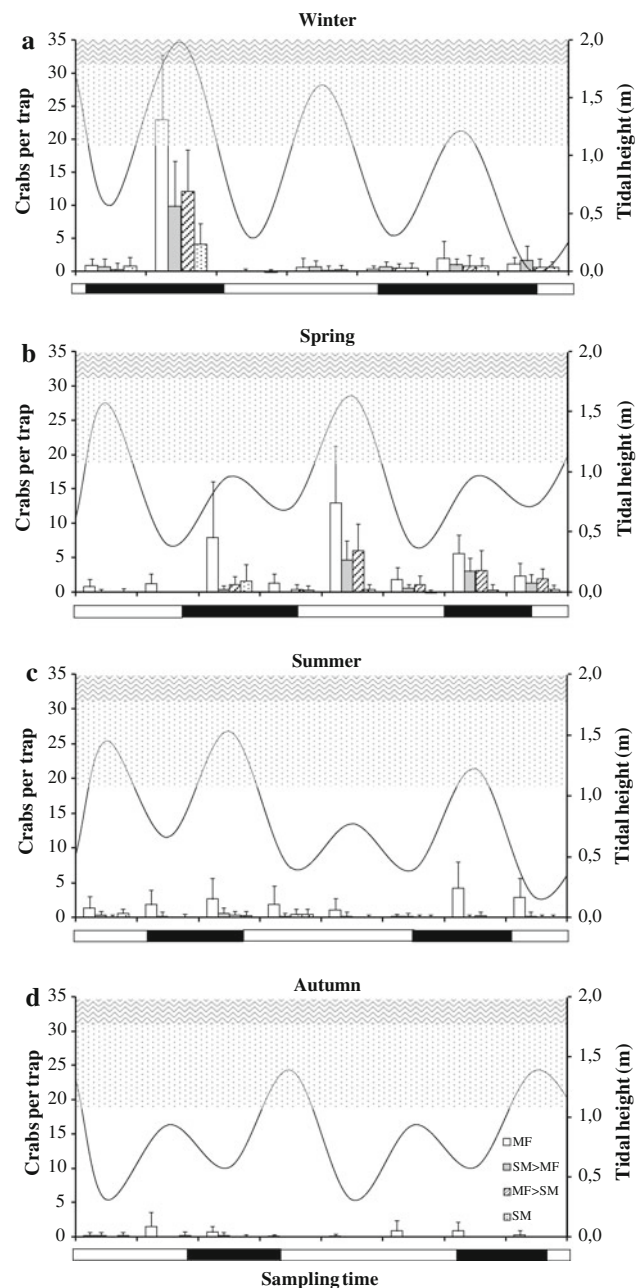 Winter
a
35
30
25
20
15
10
5
0
Crabs per trap
2,0
1,5
1,0
0,5
0,0
Tidal height (m)
Spring
b
35
30
25
20
15
10
5
0
Crabs per trap
2,0
1,5
1,0
0,5
0,0
Tidal height (m)
Summer
c
35
30
25
20
15
10
5
0
Crabs per trap
2,0
1,5
1,0
0,5
0,0
Tidal height (m)
Autumn
d
35
30
25
20
15
10
5
0
Crabs per trap
2,0
1,5
1,0
0,5
0,0
Tidal height (m)
MF
SM>MF
MF>SM
SM
Sampling time